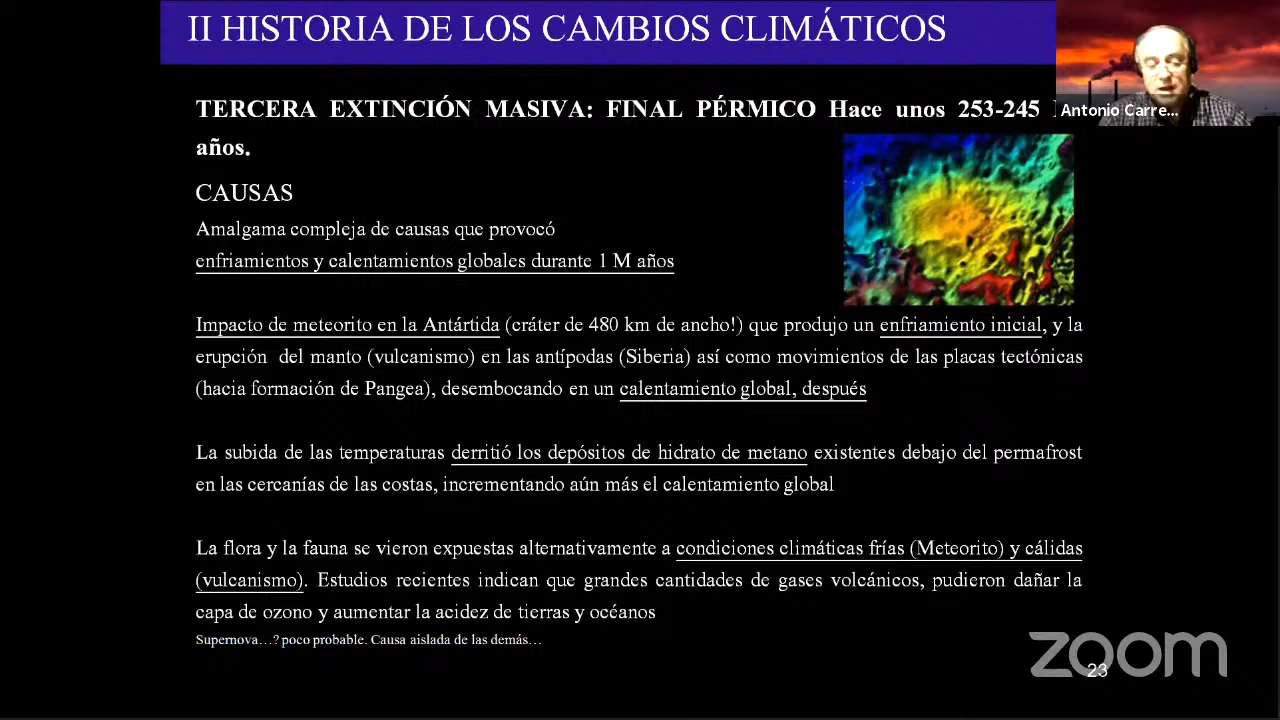 II HISTORIA DE LOS CAMBIOS CLIMÁTICOS
Antonio Carre...
TERCERA EXTINCIÓN MASIVA: FINAL PÉRMICO Hace unos 253-245
años.
CAUSAS
Amalgama compleja de causas que provocó
enfriamientos y calentamientos globales durante 1 M años
Impacto de meteorito en la Antártida (cráter de 480 km de ancho!) que produjo un enfriamiento inicial, y la
erupción del manto (vulcanismo) en las antípodas (Siberia) así como movimientos de las placas tectónicas
(hacia formación de Pangea), desembocando en un calentamiento global, después
La subida de las temperaturas derritió los depósitos de hidrato de metano existentes debajo del permafrost
en las cercanías de las costas, incrementando aún más el calentamiento global
La flora y la fauna se vieron expuestas alternativamente a condiciones climáticas frías (Meteorito) y cálidas
(vulcanismo). Estudios recientes indican que grandes cantidades de gases volcánicos, pudieron dañar la
capa de ozono y aumentar la acidez de tierras y océanos
Supernova…? poco probable. Causa aislada de las demás…
zoom
23